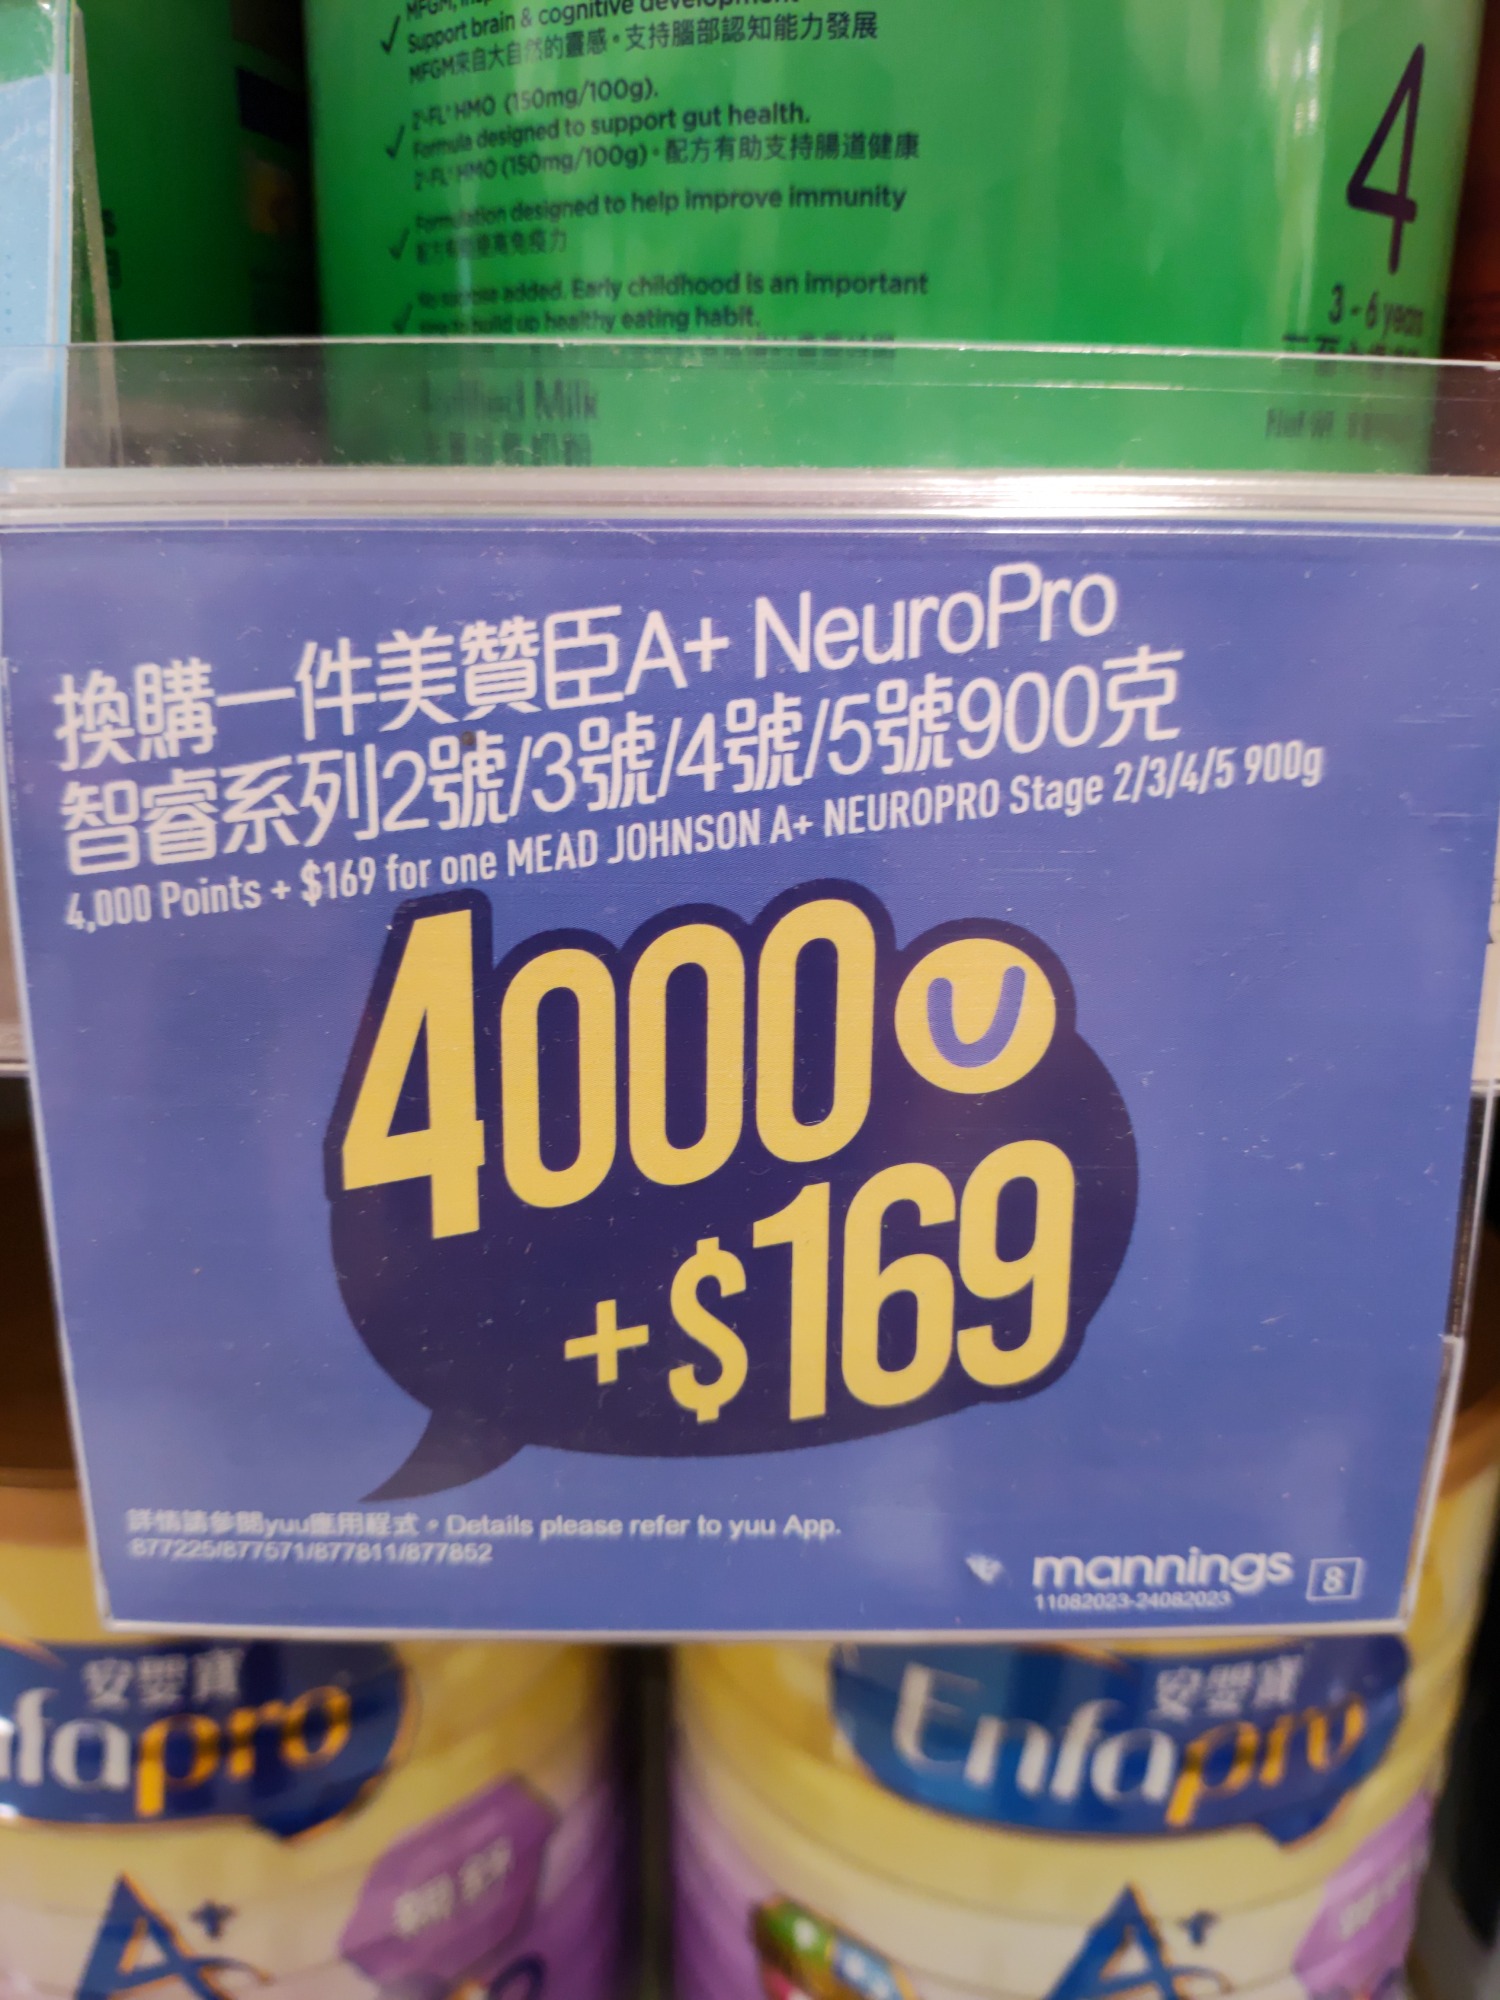 Support brain & cognitive development
MFGM來自大自然的靈感。支持腦部認知能力發展
2'-FL HMO (150mg/100g).
Formula designed to support gut health.
2'-FL HMO (150mg/100g)。配方有助支持腸道健康
Formulation designed to help improve immunity
added. Early childhood is an important
build up healthy eating habit.
Milk
4
3-6 years
換購一件美贊臣A+ NeuroPro
智睿系列2號/3號/4號/5號900克
4,000 Points + $169 for one MEAD JOHNSON A+ NEUROPRO Stage 2/3/4/5 900g
4000
+$169
詳情請參閱yuu應用程式。Details please refer to yuu App.
877225/877571/877811/877852
mannings 8
11082023-24082023
安嬰寶
fapro
A+
安嬰寶
Enfapro
A+